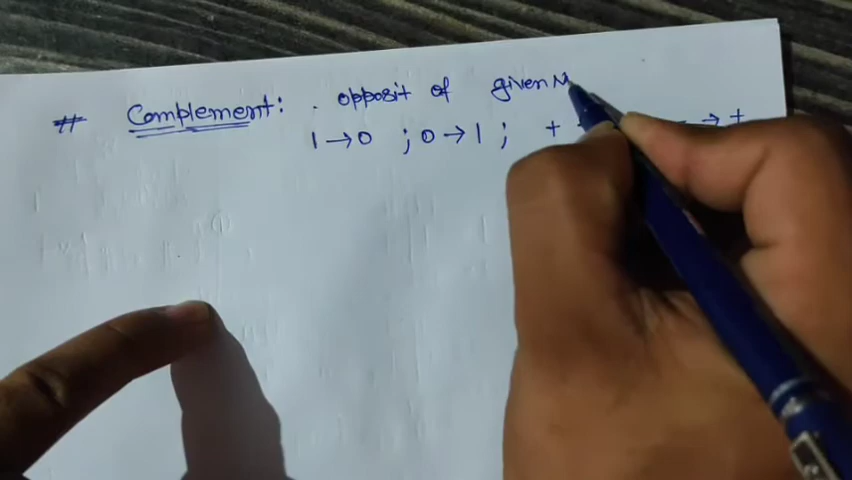 # Complement: . opposit of given N
1 → 0 ; 0 → 1 ; + → +